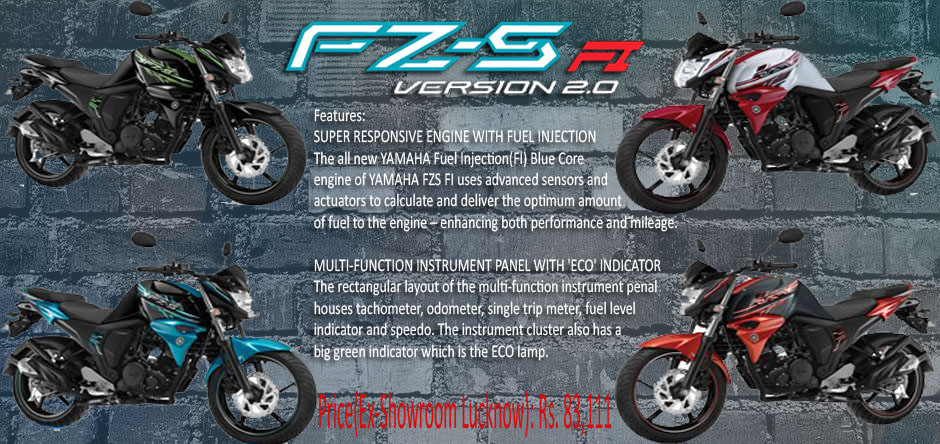 FZ-S FI
VERSION 2.0
Features:
SUPER RESPONSIVE ENGINE WITH FUEL INJECTION
The all new YAMAHA Fuel Injection(FI) Blue Core
engine of YAMAHA FZS FI uses advanced sensors and
actuators to calculate and deliver the optimum amount
of fuel to the engine – enhancing both performance and mileage.
MULTI-FUNCTION INSTRUMENT PANEL WITH 'ECO' INDICATOR
The rectangular layout of the multi-function instrument penal
houses tachometer, odometer, single trip meter, fuel level
indicator and speedo. The instrument cluster also has a
big green indicator which is the ECO lamp.
Price(Ex-Showroom Lucknow): Rs. 83,111